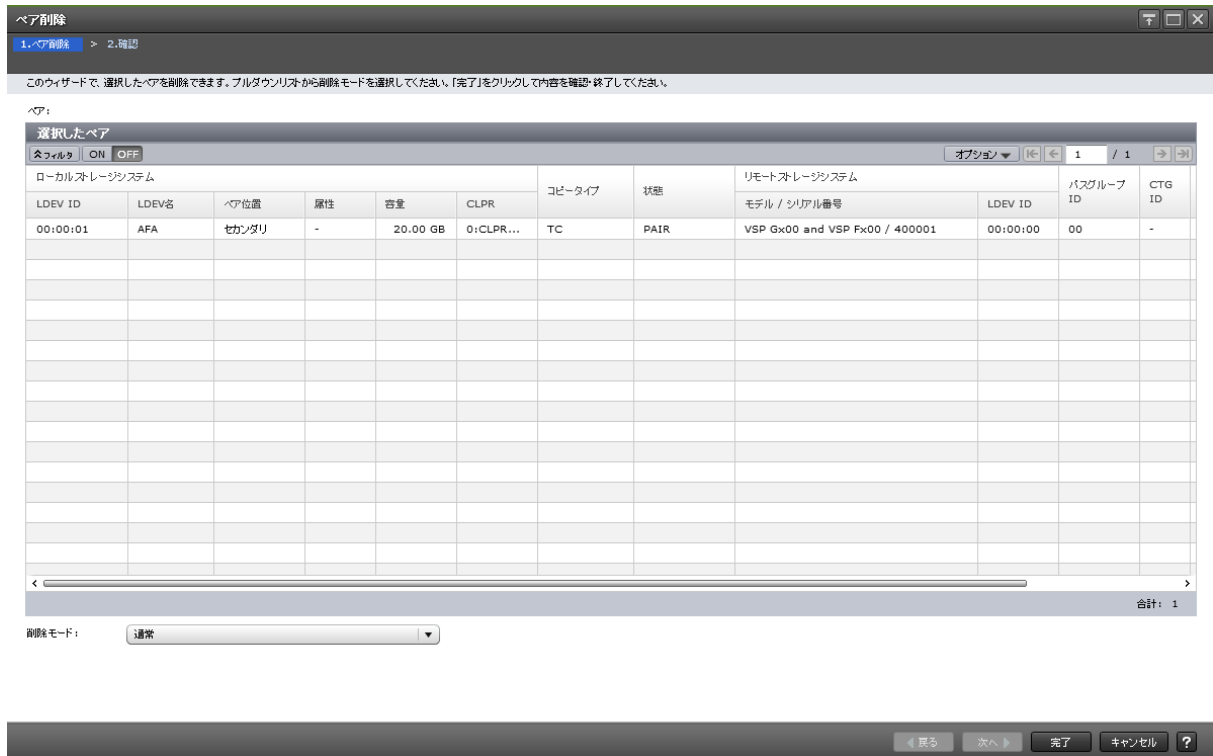 ペア削除
1.ペア削除 > 2.確認
このウィザードで、選択したペアを削除できます。プルダウンリストから削除モードを選択してください。「完了」をクリックして内容を確認・終了してください。
ペア:
選択したペア
フィルタ ON OFF オプション 1 / 1
ローカルストレージシステム コピータイプ 状態 リモートストレージシステム パスグループ ID CTG ID
LDEV ID LDEV名 ペア位置 属性 容量 CLPR モデル / シリアル番号 LDEV ID
00:00:01 AFA セカンダリ - 20.00 GB 0:CLPR... TC PAIR VSP Gx00 and VSP Fx00 / 400001 00:00:00 00 -
合計: 1
削除モード: 通常
戻る 次へ 完了 キャンセル ?